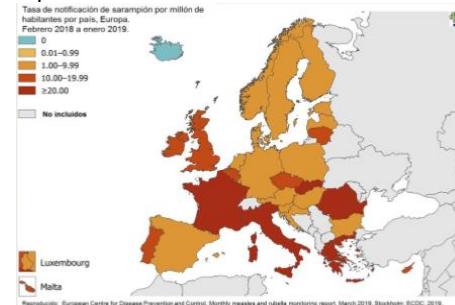 Tasa de notificación de sarampión por millón de
habitantes por país, Europa.
Febrero 2018 a enero 2019.
0
0.01–0.99
1.00–9.99
10.00–19.99
≥20.00
No incluidos
Luxembourg
Malta
Reproducido: European Centre for Disease Prevention and Control. Monthly measles and rubella monitoring report. March 2019. Stockholm: ECDC, 2019.